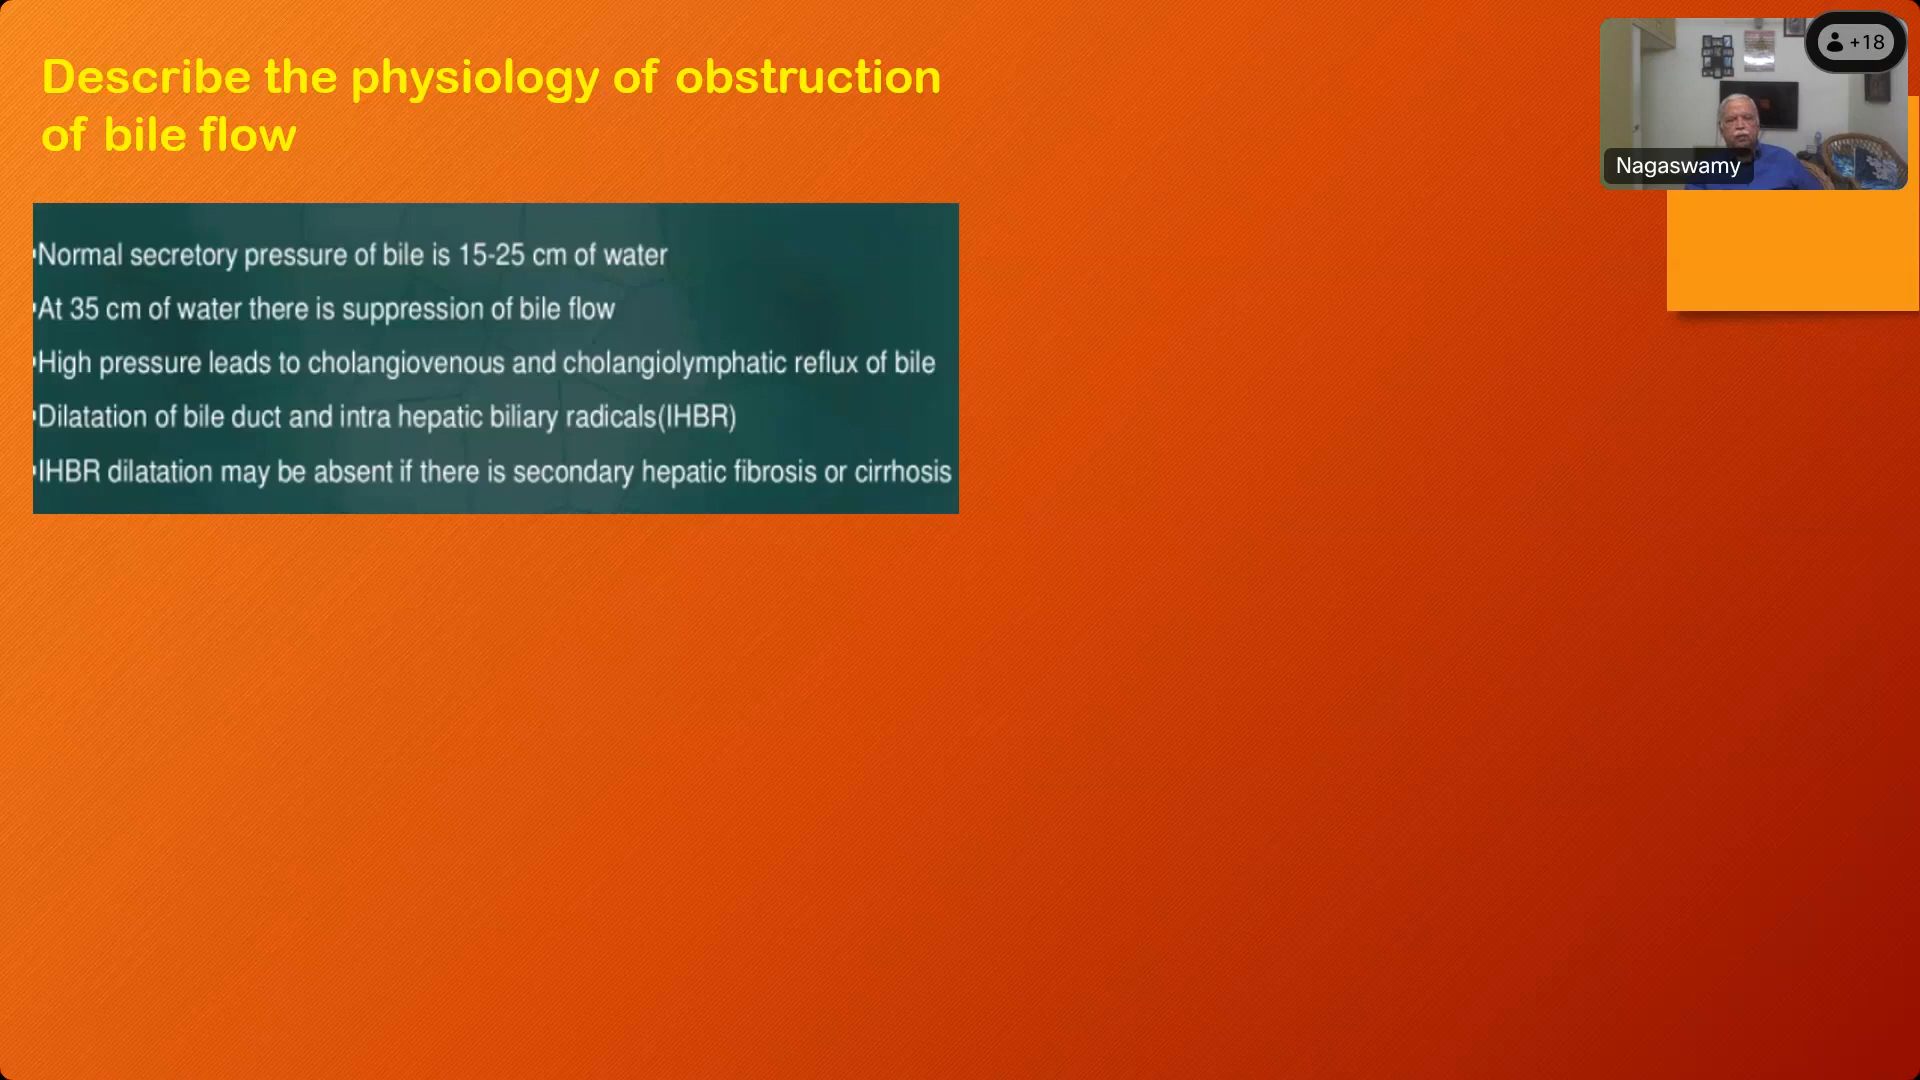 Describe the physiology of obstruction
of bile flow
•Normal secretory pressure of bile is 15-25 cm of water
•At 35 cm of water there is suppression of bile flow
•High pressure leads to cholangiovenous and cholangiolymphatic reflux of bile
•Dilatation of bile duct and intra hepatic biliary radicals(IHBR)
•IHBR dilatation may be absent if there is secondary hepatic fibrosis or cirrhosis
+18
Nagaswamy